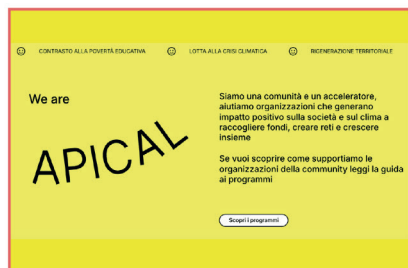 CONTRASTO ALLA POVERTÀ EDUCATIVA LOTTA ALLA CRISI CLIMATICA RIGENERAZIONE TERRITORIALE
We are
APICAL
Siamo una comunità e un acceleratore,
aiutiamo organizzazioni che generano
impatto positivo sulla società e sul clima a
raccogliere fondi, creare reti e crescere
insieme
Se vuoi scoprire come supportiamo le
organizzazioni della community leggi la guida
ai programmi
Scopri i programmi